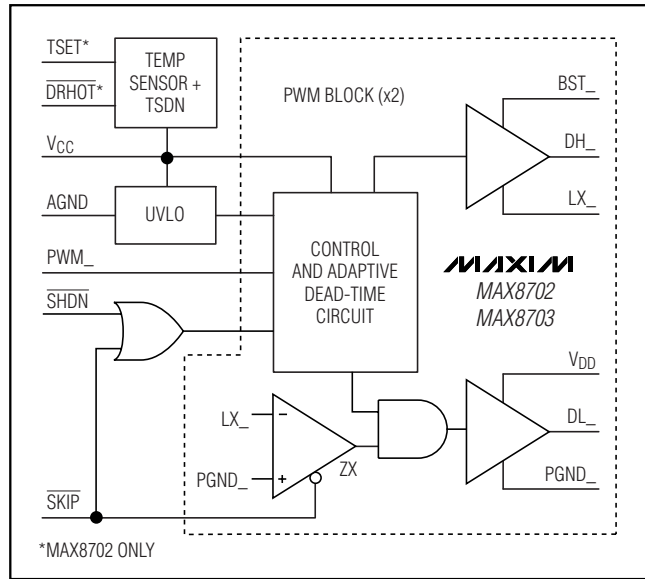 TSET*
DRHOT*
VCC
AGND
PWM_
SHDN
SKIP
TEMP
SENSOR +
TSDN
UVLO
PWM BLOCK (x2)
CONTROL
AND ADAPTIVE
DEAD-TIME
CIRCUIT
BST_
DH_
LX_
MAXIM
MAX8702
MAX8703
VDD
DL_
PGND_
LX_
−
PGND_
+
ZX
*MAX8702 ONLY